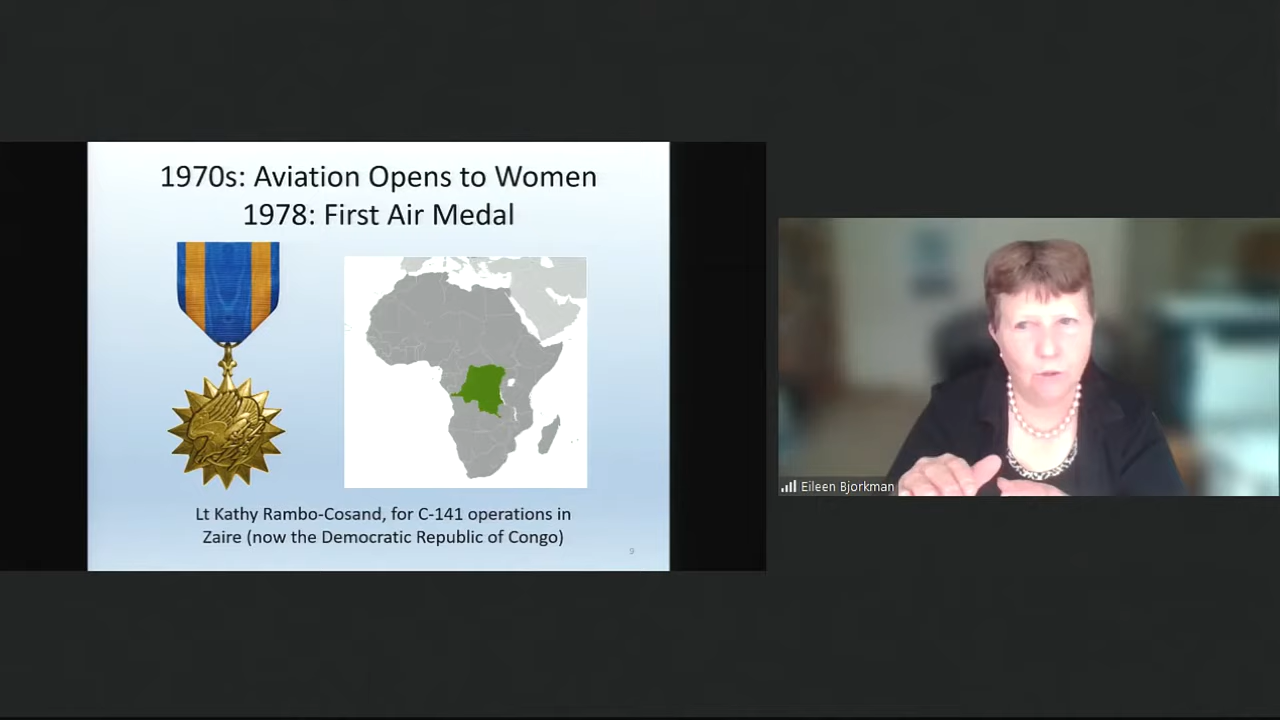 1970s: Aviation Opens to Women
1978: First Air Medal
Lt Kathy Rambo-Cosand, for C-141 operations in
Zaire (now the Democratic Republic of Congo)
9
Eileen Bjorkman